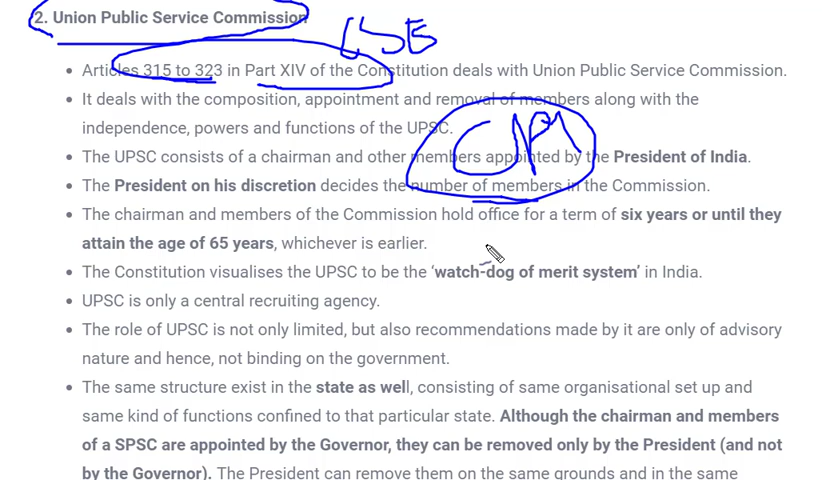 2. Union Public Service Commission
Articles 315 to 323 in Part XIV of the Constitution deals with Union Public Service Commission.
It deals with the composition, appointment and removal of members along with the
independence, powers and functions of the UPSC.
The UPSC consists of a chairman and other members appointed by the President of India.
The President on his discretion decides the number of members in the Commission.
The chairman and members of the Commission hold office for a term of six years or until they
attain the age of 65 years, whichever is earlier.
The Constitution visualises the UPSC to be the ‘watch-dog of merit system’ in India.
UPSC is only a central recruiting agency.
The role of UPSC is not only limited, but also recommendations made by it are only of advisory
nature and hence, not binding on the government.
The same structure exist in the state as well, consisting of same organisational set up and
same kind of functions confined to that particular state. Although the chairman and members
of a SPSC are appointed by the Governor, they can be removed only by the President (and not
by the Governor). The President can remove them on the same grounds and in the same